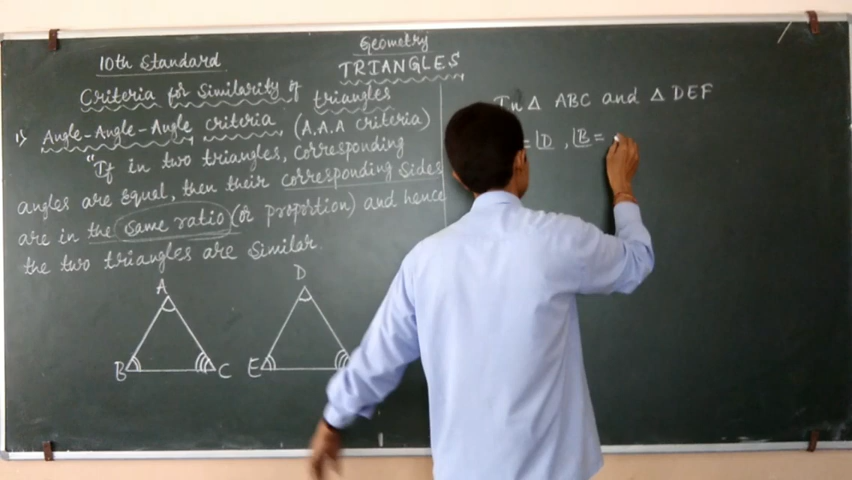 Geometry
10th Standard
TRIANGLES
Criteria for Similarity of triangles
1) Angle-Angle-Angle criteria (A.A.A criteria)
"If in two triangles, corresponding
angles are Equal, then their corresponding Sides
are in the same ratio (or proportion) and hence
the two triangles are similar.
A D
B C E
In △ ABC and △ DEF
= ∠D , ∠B =